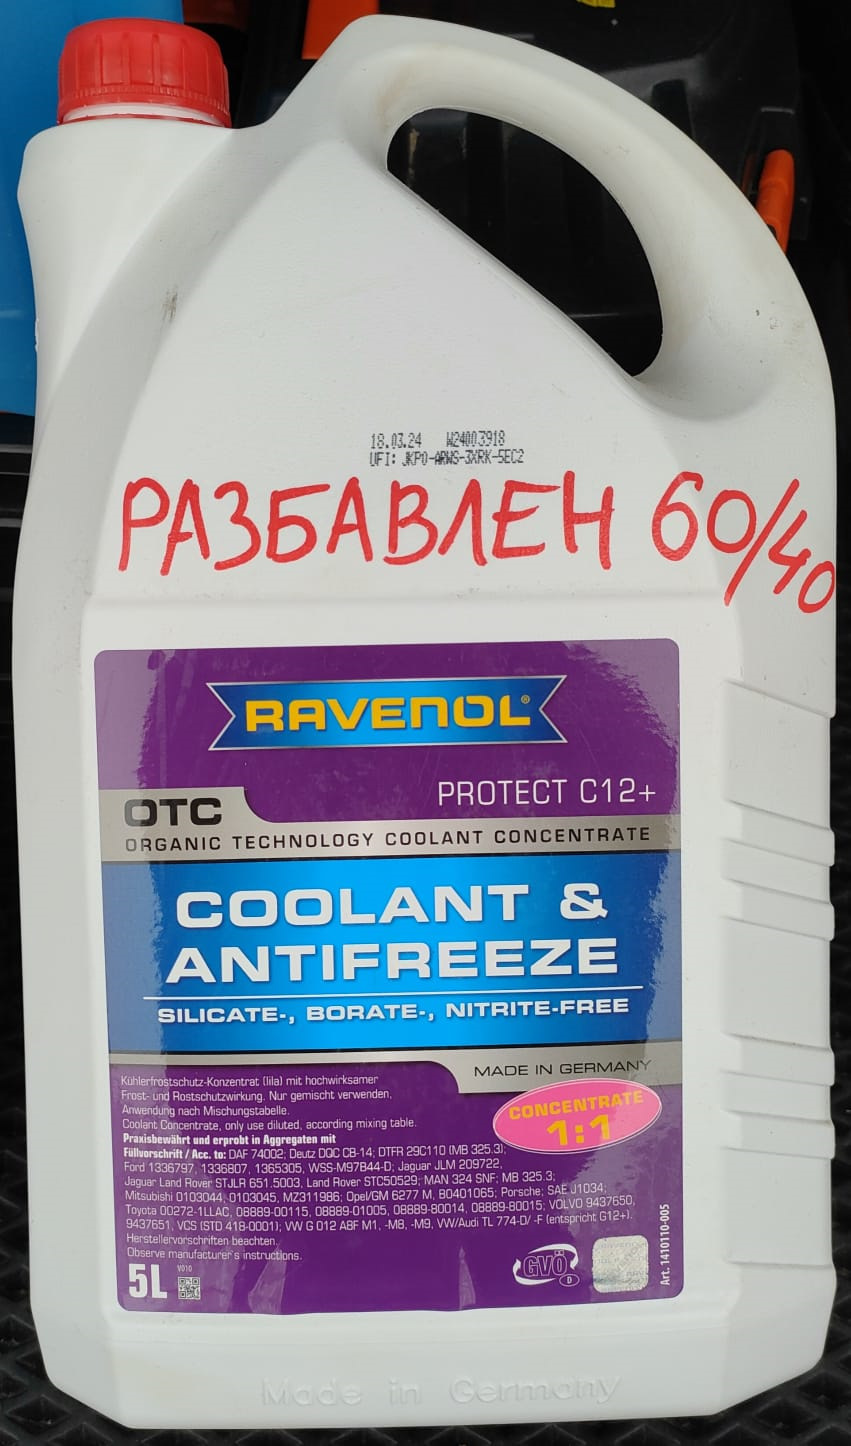 18.03.24 W24003918
UFI: JKP0-ARWS-3XRK-5EC2
РАЗБАВЛЕН 60/40
RAVENOL®
PROTECT C12+
OTC
ORGANIC TECHNOLOGY COOLANT CONCENTRATE
COOLANT &
ANTIFREEZE
SILICATE-, BORATE-, NITRITE-FREE
MADE IN GERMANY
CONCENTRATE
1:1
Kühlerfrostschutz-Konzentrat (lila) mit hochwirksamer
Frost- und Rostschutzwirkung. Nur gemischt verwenden,
Anwendung nach Mischungstabelle.
Coolant Concentrate, only use diluted, according mixing table.
Praxisbewährt und erprobt in Aggregaten mit
Füllvorschrift / Acc. to: DAF 74002; Deutz DQC CB-14; DTFR 29C110 (MB 325.3);
Ford 1336797, 1336807, 1365305, WSS-M97B44-D; Jaguar JLM 209722,
Jaguar Land Rover STJLR 651.5003, Land Rover STC50529; MAN 324 SNF; MB 325.3;
Mitsubishi 0103044, 0103045, MZ311986; Opel/GM 6277 M, B0401065; Porsche; SAE J1034;
Toyota 00272-1LLAC, 08889-00115, 08889-01005, 08889-80014, 08889-80015; VOLVO 9437650,
9437651, VCS (STD 418-0001); VW G 012 A8F M1, -M8, -M9, VW/Audi TL 774-D/ -F (entspricht G12+).
Herstellervorschriften beachten.
Observe manufacturer's instructions.
5L
V010
GVÖ
D
Art. 1410110-005
Made in Germany